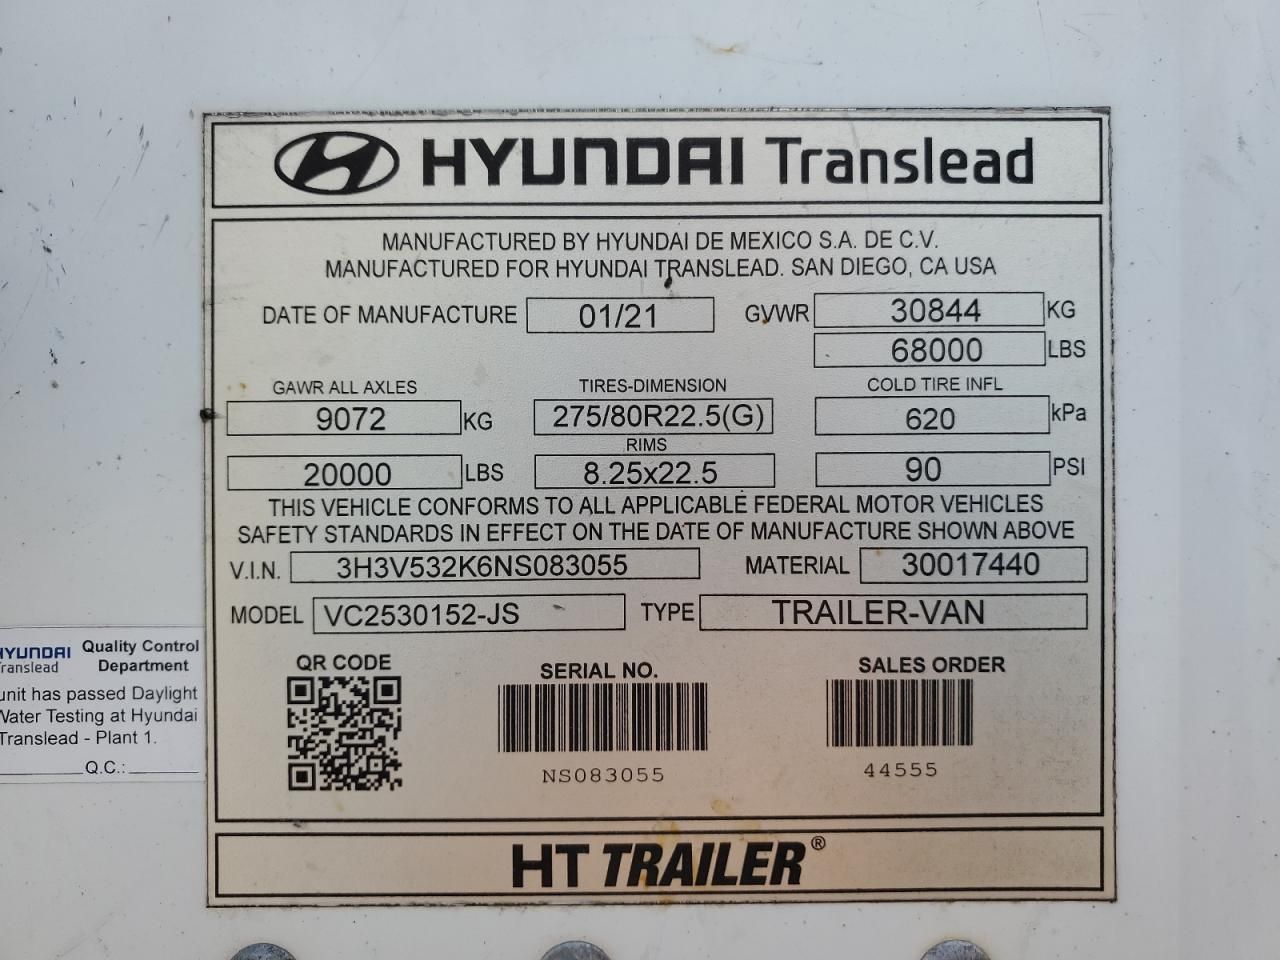 HYUNDAI Translead
MANUFACTURED BY HYUNDAI DE MEXICO S.A. DE C.V.
MANUFACTURED FOR HYUNDAI TRANSLEAD. SAN DIEGO, CA USA
DATE OF MANUFACTURE 01/21 GVWR 30844 KG
68000 LBS
GAWR ALL AXLES TIRES-DIMENSION COLD TIRE INFL
9072 KG 275/80R22.5(G) 620 kPa
RIMS
20000 LBS 8.25x22.5 90 PSI
THIS VEHICLE CONFORMS TO ALL APPLICABLE FEDERAL MOTOR VEHICLES
SAFETY STANDARDS IN EFFECT ON THE DATE OF MANUFACTURE SHOWN ABOVE
V.I.N. 3H3V532K6NS083055 MATERIAL 30017440
MODEL VC2530152-JS TYPE TRAILER-VAN
QR CODE SERIAL NO. SALES ORDER
NS083055 44555
HT TRAILER®
HYUNDAI Translead
Quality Control
Department
unit has passed Daylight
Water Testing at Hyundai
Translead - Plant 1.
Q.C.: